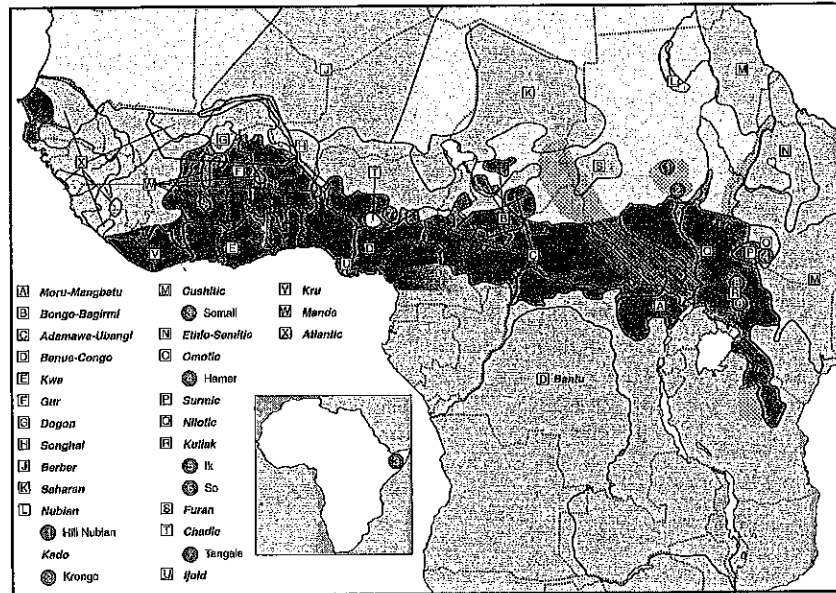 A Moru-Mangbetu
B Bongo-Bagirmi
C Adamawa-Ubangi
D Benue-Congo
E Kwa
F Gur
G Dogon
H Songhai
J Berber
K Saharan
L Nubian
Hill Nubian
Kado
Krongo
M Cushitic
Somali
N Ethio-Semitic
O Omotic
Hamer
P Surmic
Q Nilotic
R Kuliak
Ik
So
S Furan
T Chadic
Tangale
U Ijoid
V Kru
W Mande
X Atlantic
J
K
L
M
N
G
H
F
T
S
X
W
V
E
D
U
C
P
A
M
D Bantu